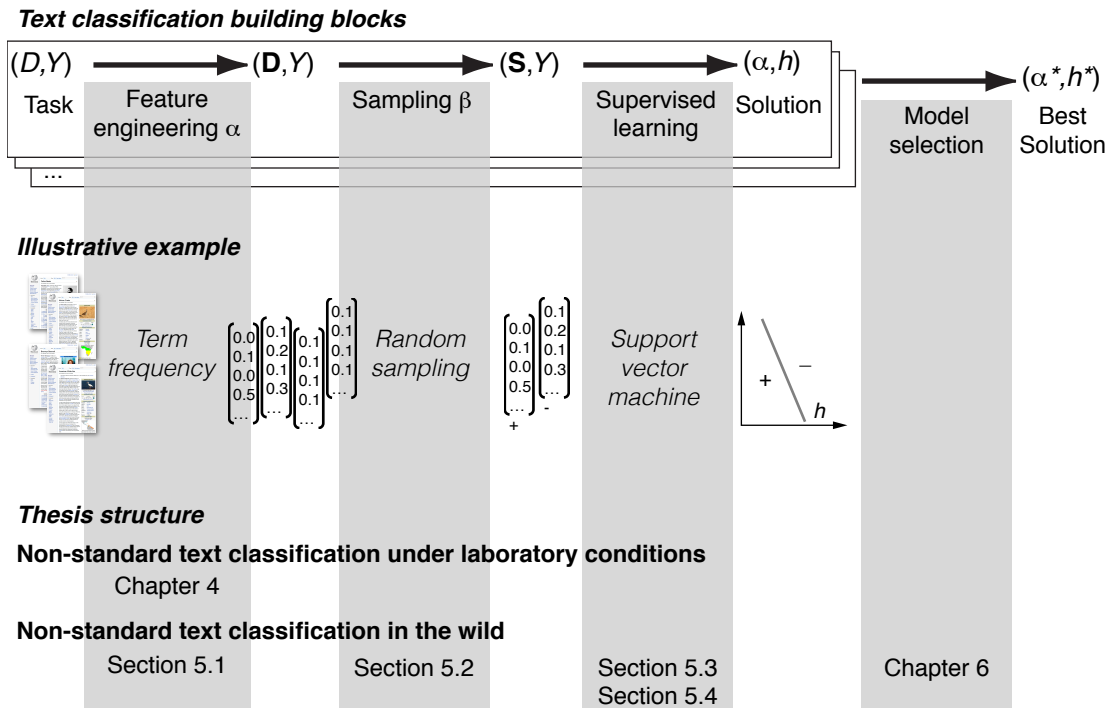 Text classification building blocks
(D,Y) (D,Y) (S,Y) (α,h) (α*,h*)
Task Feature engineering α Sampling β Supervised learning Solution Model selection Best Solution
...
Illustrative example
Term frequency
0.0 0.1 0.0 0.5 ...
0.1 0.2 0.1 0.3 ...
0.1 0.1 0.1 0.1 ...
0.1 0.1 0.1 0.1 ...
Random sampling
0.0 0.1 0.0 0.5 ... +
0.1 0.2 0.1 0.3 ... -
Support vector machine
+ − h
Thesis structure
Non-standard text classification under laboratory conditions
Chapter 4
Non-standard text classification in the wild
Section 5.1 Section 5.2 Section 5.3 Chapter 6
Section 5.4